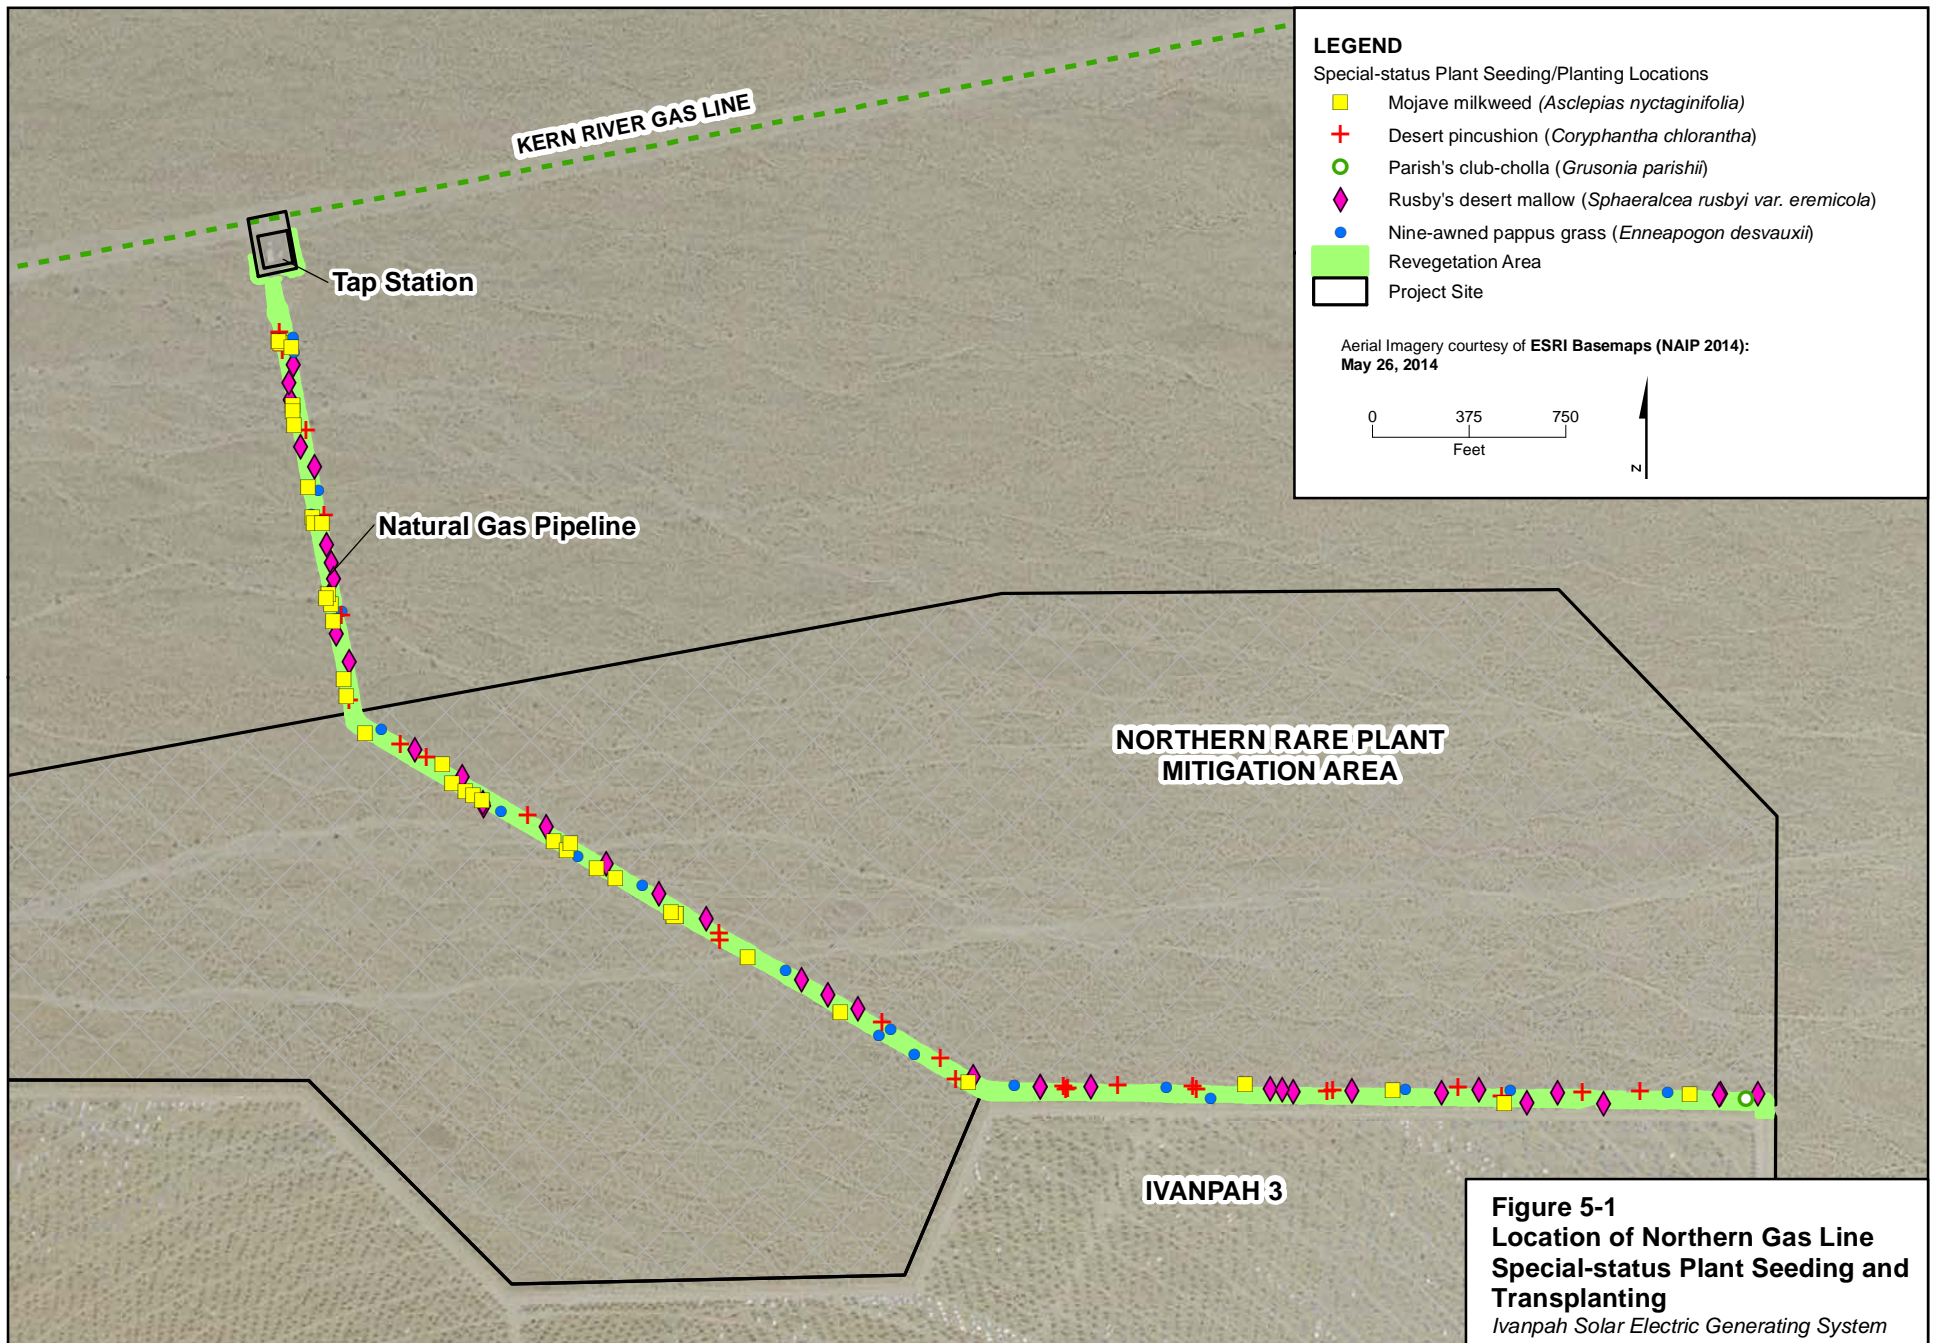 LEGEND
Special-status Plant Seeding/Planting Locations
Mojave milkweed (Asclepias nyctaginifolia)
Desert pincushion (Coryphantha chlorantha)
Parish's club-cholla (Grusonia parishii)
Rusby's desert mallow (Sphaeralcea rusbyi var. eremicola)
Nine-awned pappus grass (Enneapogon desvauxii)
Revegetation Area
Project Site
Aerial Imagery courtesy of ESRI Basemaps (NAIP 2014):
May 26, 2014
0 375 750
Feet
N
KERN RIVER GAS LINE
Tap Station
Natural Gas Pipeline
NORTHERN RARE PLANT
MITIGATION AREA
IVANPAH 3
Figure 5-1
Location of Northern Gas Line
Special-status Plant Seeding and
Transplanting
Ivanpah Solar Electric Generating System